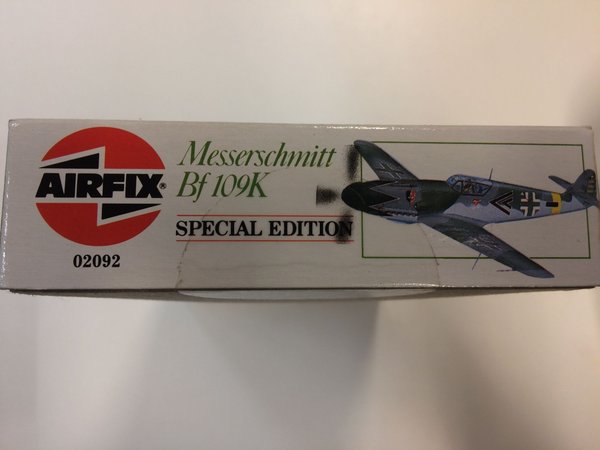 AIRFIX®
02092
Messerschmitt
Bf 109K
SPECIAL EDITION